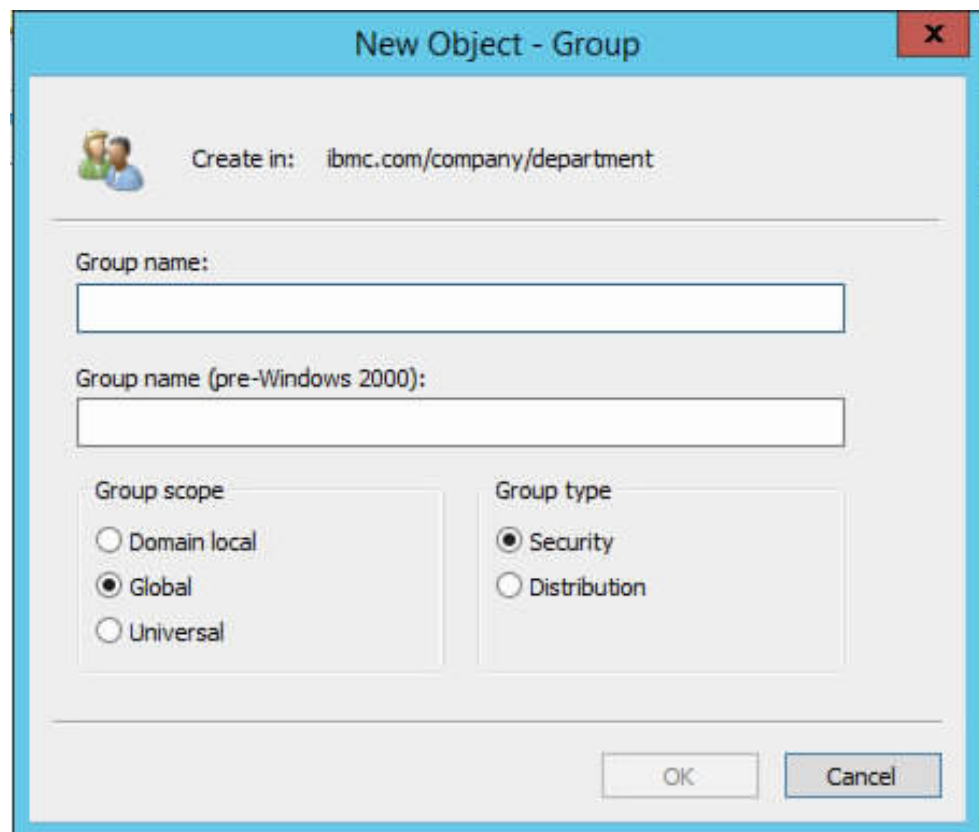 New Object - Group
x
Create in: ibmc.com/company/department
Group name:
Group name (pre-Windows 2000):
Group scope
Domain local
Global
Universal
Group type
Security
Distribution
OK
Cancel